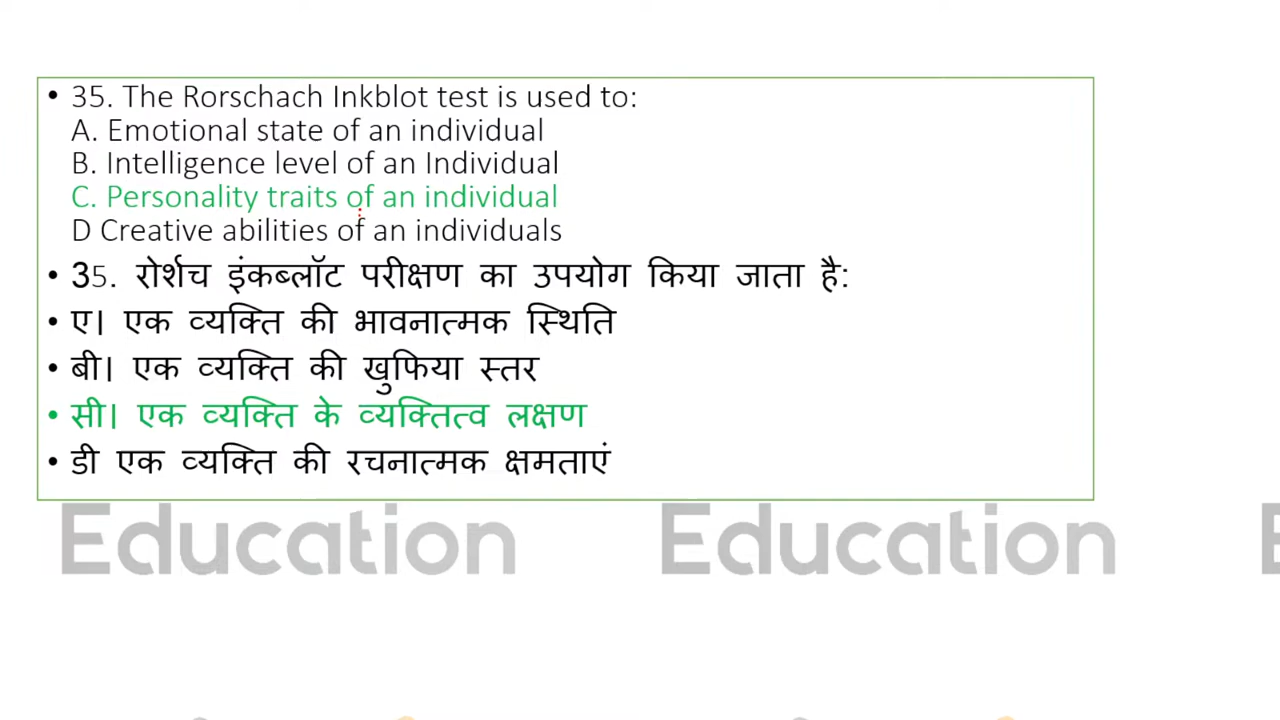 • 35. The Rorschach Inkblot test is used to:
A. Emotional state of an individual
B. Intelligence level of an Individual
C. Personality traits of an individual
D Creative abilities of an individuals
• 35. रोर्शच इंकब्लॉट परीक्षण का उपयोग किया जाता है:
• ए। एक व्यक्ति की भावनात्मक स्थिति
• बी। एक व्यक्ति की खुफिया स्तर
• सी। एक व्यक्ति के व्यक्तित्व लक्षण
• डी एक व्यक्ति की रचनात्मक क्षमताएं
Education Education E